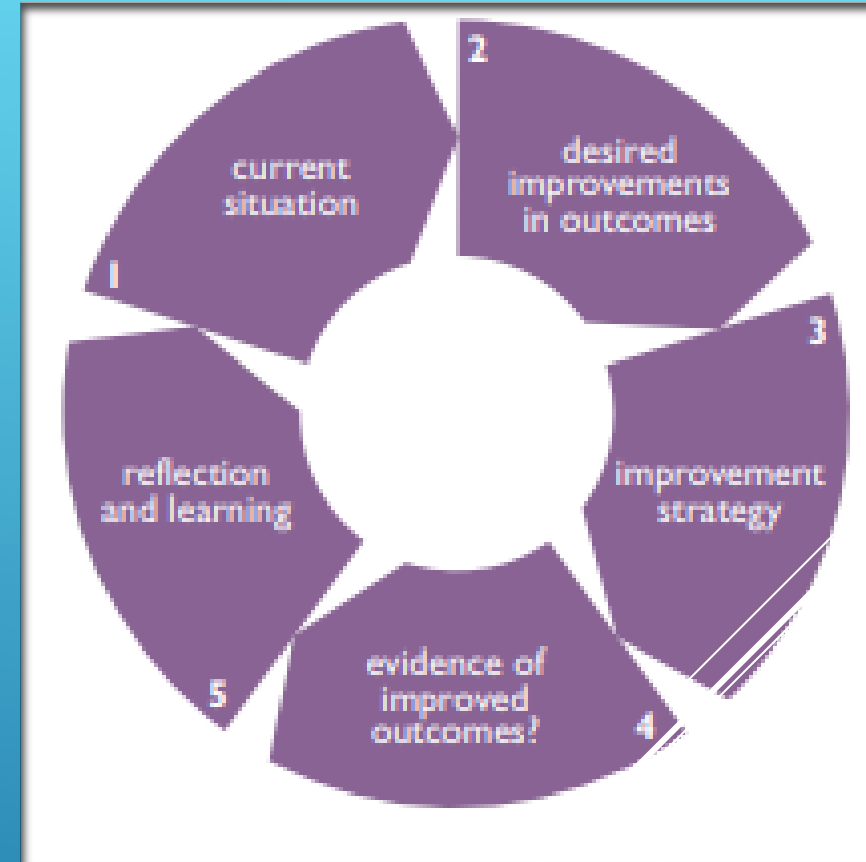 1
current
situation
2
desired
improvements
in outcomes
3
improvement
strategy
4
evidence of
improved
outcomes?
5
reflection
and learning